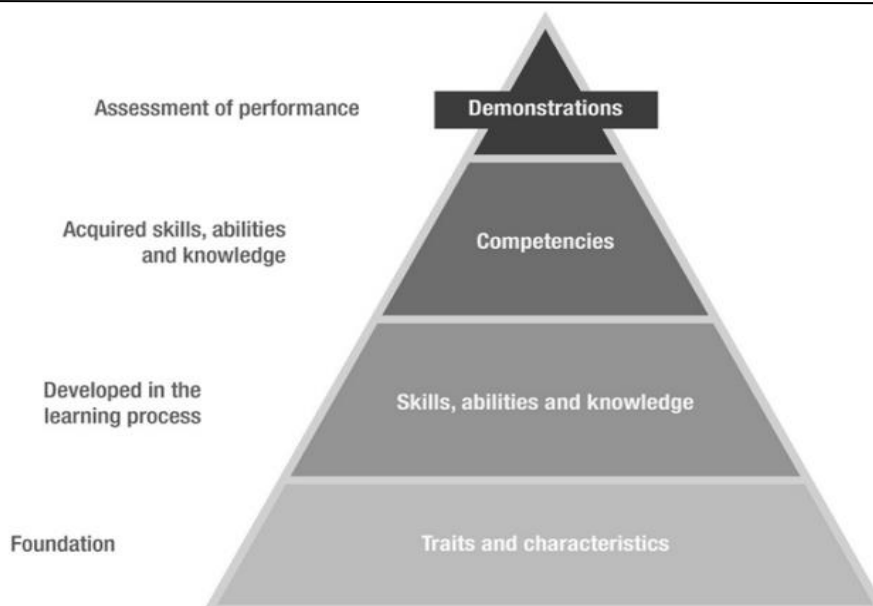 Assessment of performance
Demonstrations
Acquired skills, abilities
and knowledge
Competencies
Developed in the
learning process
Skills, abilities and knowledge
Foundation
Traits and characteristics